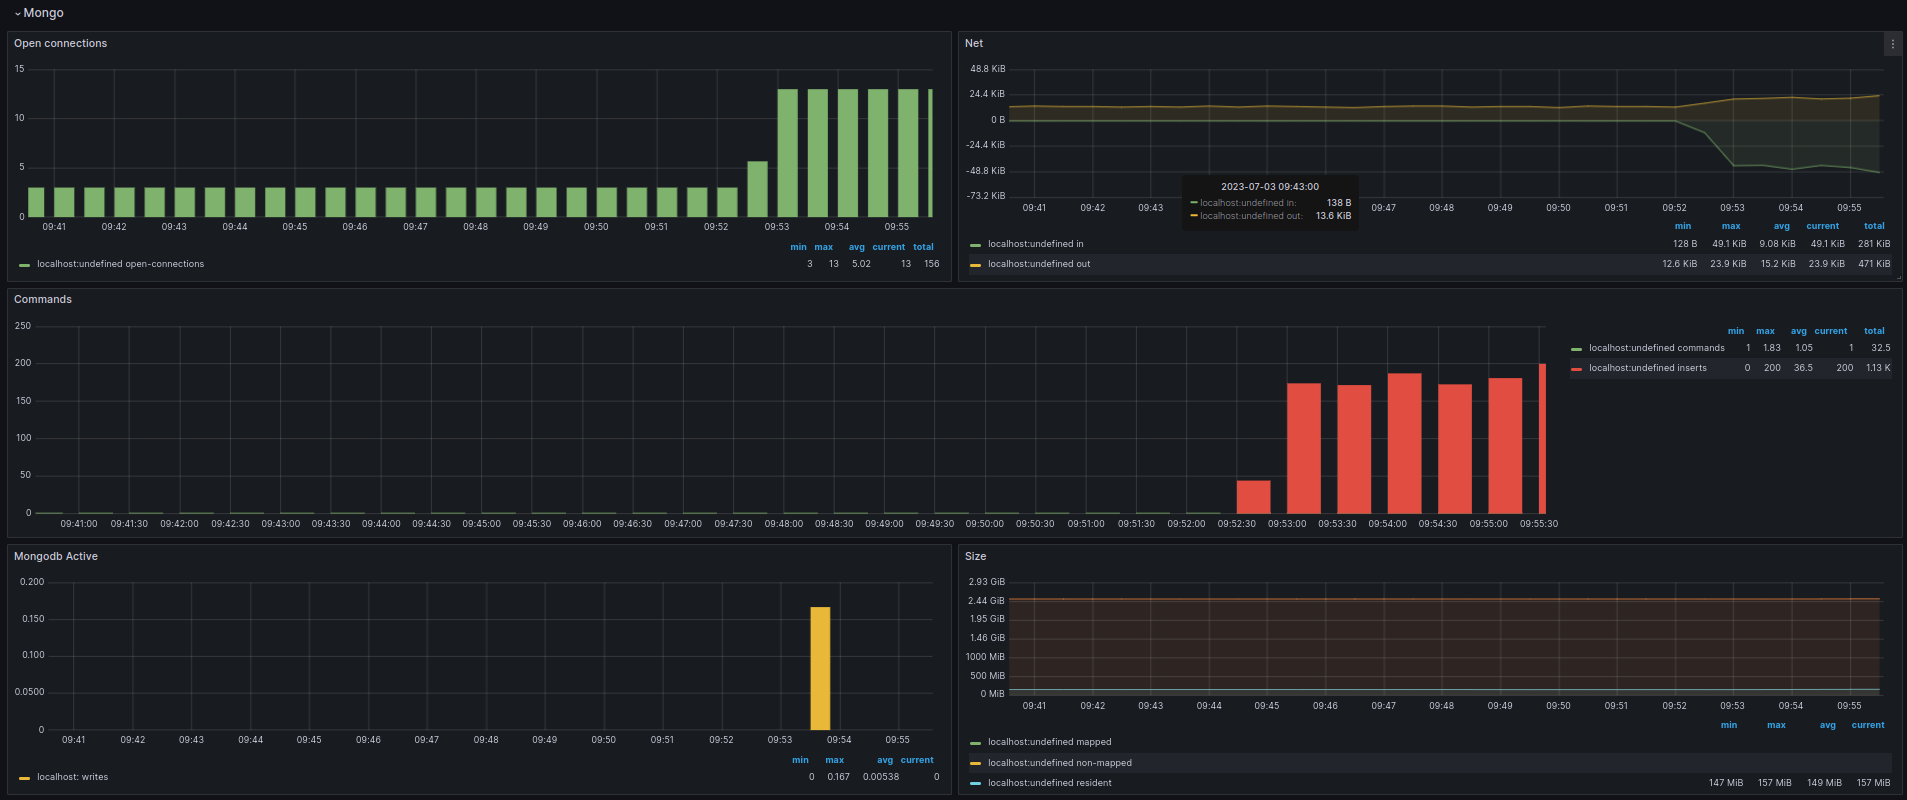 Mongo
Open connections
15
10
5
0
09:41 09:42 09:43 09:44 09:45 09:46 09:47 09:48 09:49 09:50 09:51 09:52 09:53 09:54 09:55
min max avg current total
localhost:undefined open-connections 3 13 5.02 13 156
Net
48.8 KiB
24.4 KiB
0 B
-24.4 KiB
-48.8 KiB
-73.2 KiB
09:41 09:42 09:43 09:47 09:48 09:49 09:50 09:51 09:52 09:53 09:54 09:55
2023-07-03 09:43:00
localhost:undefined in: 138 B
localhost:undefined out: 13.6 KiB
min max avg current total
localhost:undefined in 128 B 49.1 KiB 9.08 KiB 49.1 KiB 281 KiB
localhost:undefined out 12.6 KiB 23.9 KiB 15.2 KiB 23.9 KiB 471 KiB
Commands
250
200
150
100
50
0
09:41:00 09:41:30 09:42:00 09:42:30 09:43:00 09:43:30 09:44:00 09:44:30 09:45:00 09:45:30 09:46:00 09:46:30 09:47:00 09:47:30 09:48:00 09:48:30 09:49:00 09:49:30 09:50:00 09:50:30 09:51:00 09:51:30 09:52:00 09:52:30 09:53:00 09:53:30 09:54:00 09:54:30 09:55:00 09:55:30
min max avg current total
localhost:undefined commands 1 1.83 1.05 1 32.5
localhost:undefined inserts 0 200 36.5 200 1.13 K
Mongodb Active
0.200
0.150
0.100
0.0500
0
09:41 09:42 09:43 09:44 09:45 09:46 09:47 09:48 09:49 09:50 09:51 09:52 09:53 09:54 09:55
min max avg current
localhost: writes 0 0.167 0.00538 0
Size
2.93 GiB
2.44 GiB
1.95 GiB
1.46 GiB
1000 MiB
500 MiB
0 MiB
09:41 09:42 09:43 09:44 09:45 09:46 09:47 09:48 09:49 09:50 09:51 09:52 09:53 09:54 09:55
min max avg current
localhost:undefined mapped
localhost:undefined non-mapped
localhost:undefined resident 147 MiB 157 MiB 149 MiB 157 MiB